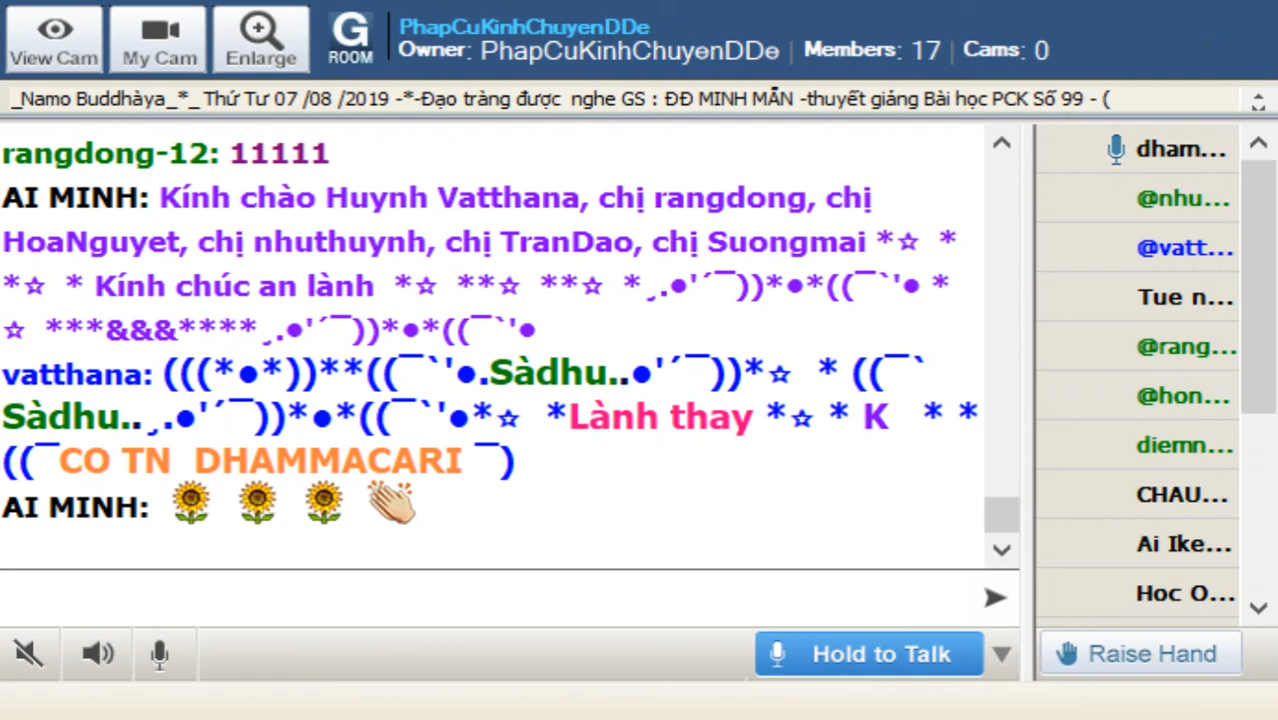 View Cam
My Cam
Enlarge
G
ROOM
PhapCuKinhChuyenDDe
Owner: PhapCuKinhChuyenDDe | Members: 17 | Cams: 0
_Namo Buddhàya_*_ Thứ Tư 07 /08 /2019 -*-Đạo tràng được nghe GS : ĐĐ MINH MẪN -thuyết giảng Bài học PCK Số 99 - (
rangdong-12: 11111
AI MINH: Kính chào Huynh Vatthana, chị rangdong, chị
HoaNguyet, chị nhuthuynh, chị TranDao, chị Suongmai *☆ *
*☆ * Kính chúc an lành *☆ **☆ **☆ *¸.●'´¯))*●*((¯`'● *
☆ ***&&&****¸.●'´¯))*●*((¯`'●
vatthana: (((*●*))**((¯`'●.Sàdhu..●'´¯))*☆ * ((¯`
Sàdhu..¸.●'´¯))*●*((¯`'●*☆ *Lành thay *☆ * K * *
((¯CO TN DHAMMACARI ¯)
AI MINH: 🌻 🌻 🌻 👏
dham...
@nhu...
@vatt...
Tue n...
@rang...
@hon...
diemn...
CHAU...
Ai Ike...
Hoc O...
Hold to Talk
Raise Hand